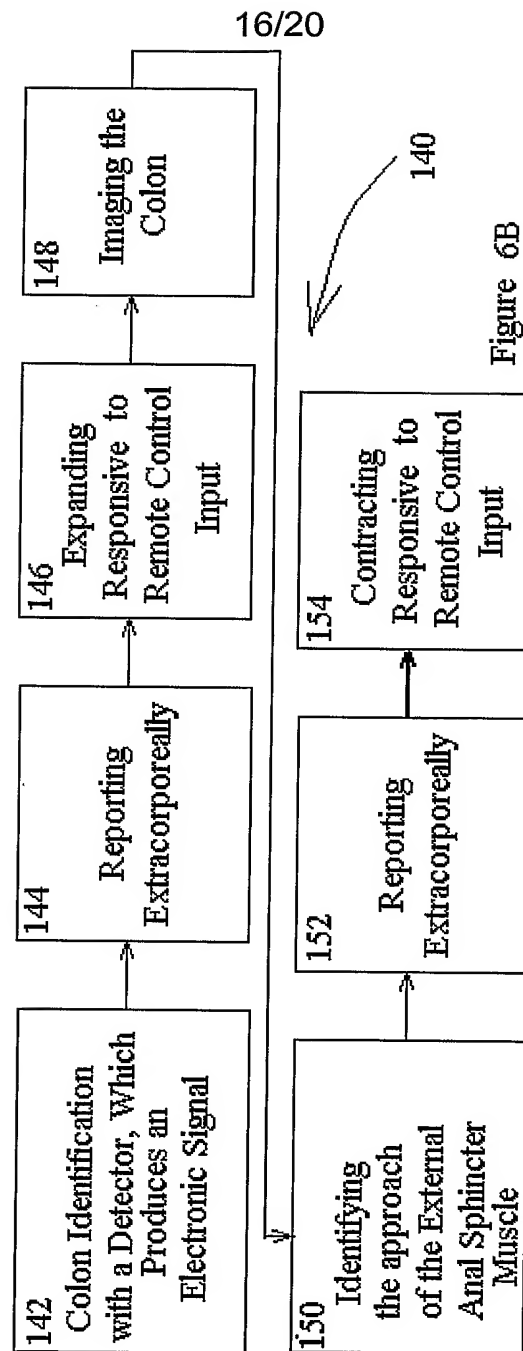 16/20
142
Colon Identification
with a Detector, Which
Produces an
Electronic Signal
144
Reporting
Extracorporeally
146
Expanding
Responsive to
Remote Control
Input
148
Imaging the
Colon
150
Identifying
the approach
of the External
Anal Sphincter
Muscle
152
Reporting
Extracorporeally
154
Contracting
Responsive to
Remote Control
Input
140
Figure 6B